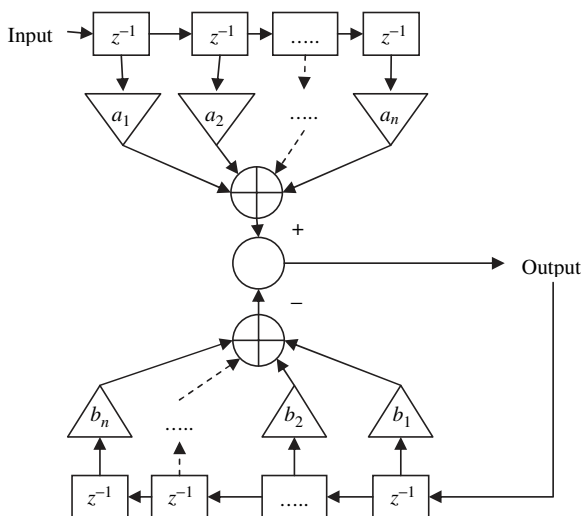 Input
z⁻¹ z⁻¹ ..... z⁻¹
a₁ a₂ ..... aₙ
+
Output
−
bₙ ..... b₂ b₁
z⁻¹ z⁻¹ ..... z⁻¹